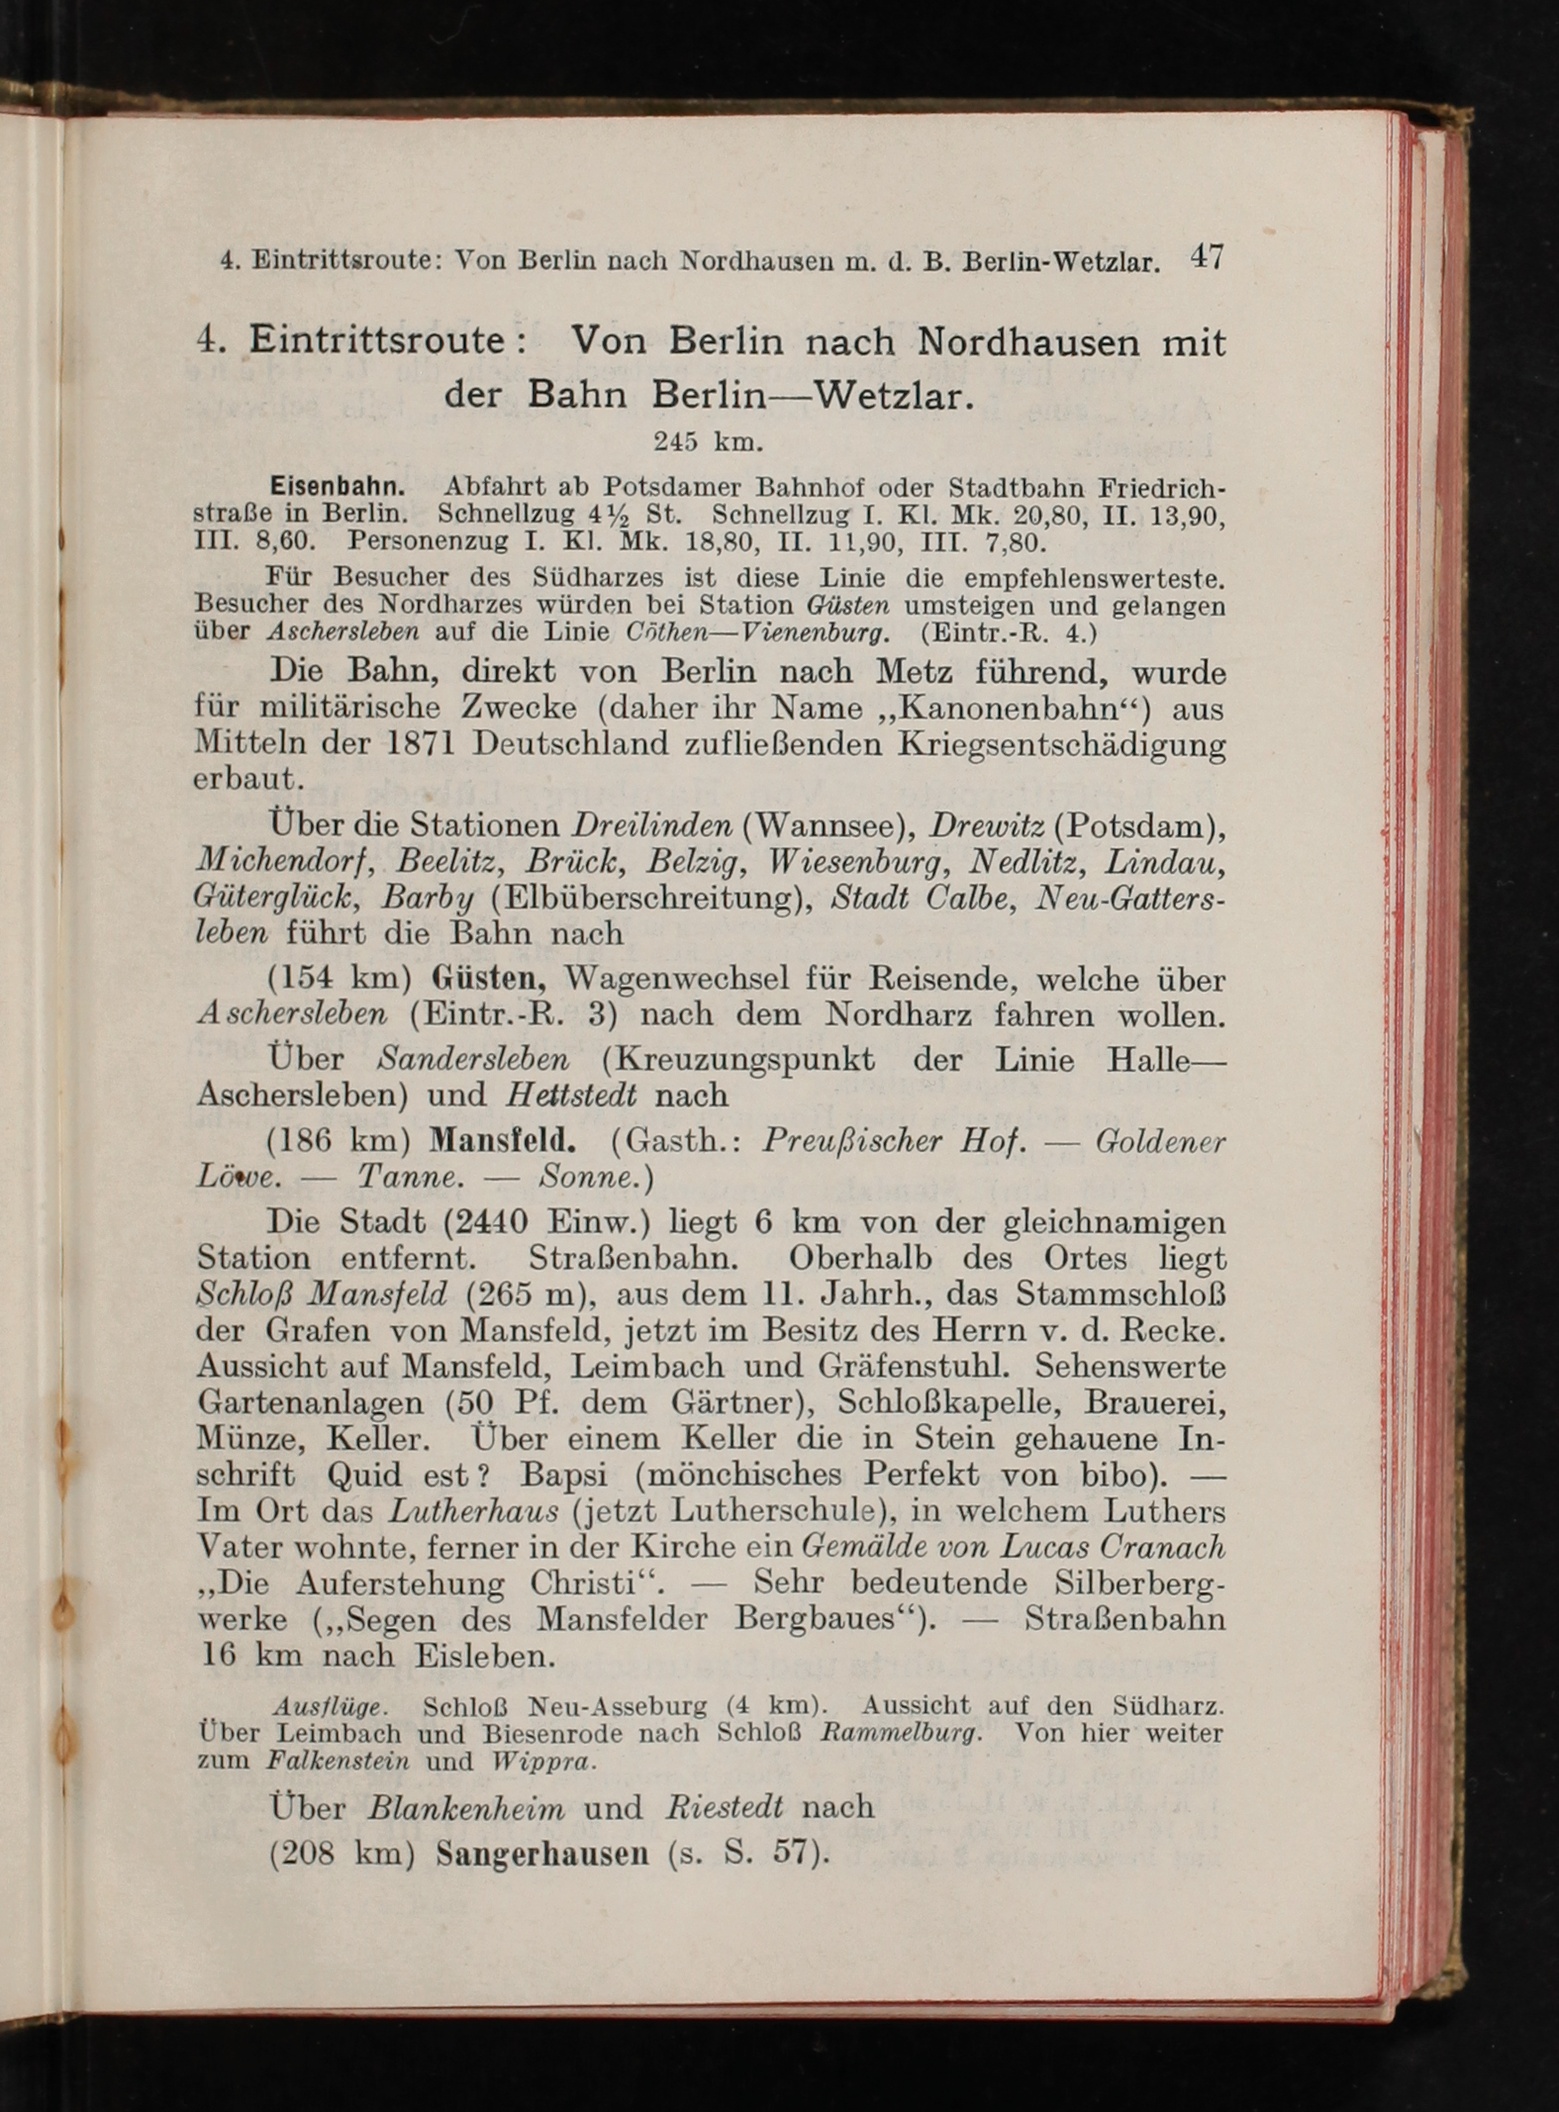 4. Eintrittsroute: Von Berlin nach Nordhausen m. d. B. Berlin-Wetzlar. 47
4. Eintrittsroute: Von Berlin nach Nordhausen mit
der Bahn Berlin—Wetzlar.
245 km.
Eisenbahn. Abfahrt ab Potsdamer Bahnhof oder Stadtbahn Friedrich-
straße in Berlin. Schnellzug 4½ St. Schnellzug I. Kl. Mk. 20,80, II. 13,90,
III. 8,60. Personenzug I. Kl. Mk. 18,80, II. 11,90, III. 7,80.
Für Besucher des Südharzes ist diese Linie die empfehlenswerteste.
Besucher des Nordharzes würden bei Station Güsten umsteigen und gelangen
über Aschersleben auf die Linie Cöthen—Vienenburg. (Eintr.-R. 4.)
Die Bahn, direkt von Berlin nach Metz führend, wurde
für militärische Zwecke (daher ihr Name „Kanonenbahn“) aus
Mitteln der 1871 Deutschland zufließenden Kriegsentschädigung
erbaut.
Über die Stationen Dreilinden (Wannsee), Drewitz (Potsdam),
Michendorf, Beelitz, Brück, Belzig, Wiesenburg, Nedlitz, Lindau,
Güterglück, Barby (Elbüberschreitung), Stadt Calbe, Neu-Gatters-
leben führt die Bahn nach
(154 km) Güsten, Wagenwechsel für Reisende, welche über
Aschersleben (Eintr.-R. 3) nach dem Nordharz fahren wollen.
Über Sandersleben (Kreuzungspunkt der Linie Halle—
Aschersleben) und Hettstedt nach
(186 km) Mansfeld. (Gasth.: Preußischer Hof. — Goldener
Löwe. — Tanne. — Sonne.)
Die Stadt (2440 Einw.) liegt 6 km von der gleichnamigen
Station entfernt. Straßenbahn. Oberhalb des Ortes liegt
Schloß Mansfeld (265 m), aus dem 11. Jahrh., das Stammschloß
der Grafen von Mansfeld, jetzt im Besitz des Herrn v. d. Recke.
Aussicht auf Mansfeld, Leimbach und Gräfenstuhl. Sehenswerte
Gartenanlagen (50 Pf. dem Gärtner), Schloßkapelle, Brauerei,
Münze, Keller. Über einem Keller die in Stein gehauene In-
schrift Quid est? Bapsi (mönchisches Perfekt von bibo). —
Im Ort das Lutherhaus (jetzt Lutherschule), in welchem Luthers
Vater wohnte, ferner in der Kirche ein Gemälde von Lucas Cranach
„Die Auferstehung Christi“. — Sehr bedeutende Silberberg-
werke („Segen des Mansfelder Bergbaues“). — Straßenbahn
16 km nach Eisleben.
Ausflüge. Schloß Neu-Asseburg (4 km). Aussicht auf den Südharz.
Über Leimbach und Biesenrode nach Schloß Rammelburg. Von hier weiter
zum Falkenstein und Wippra.
Über Blankenheim und Riestedt nach
(208 km) Sangerhausen (s. S. 57).